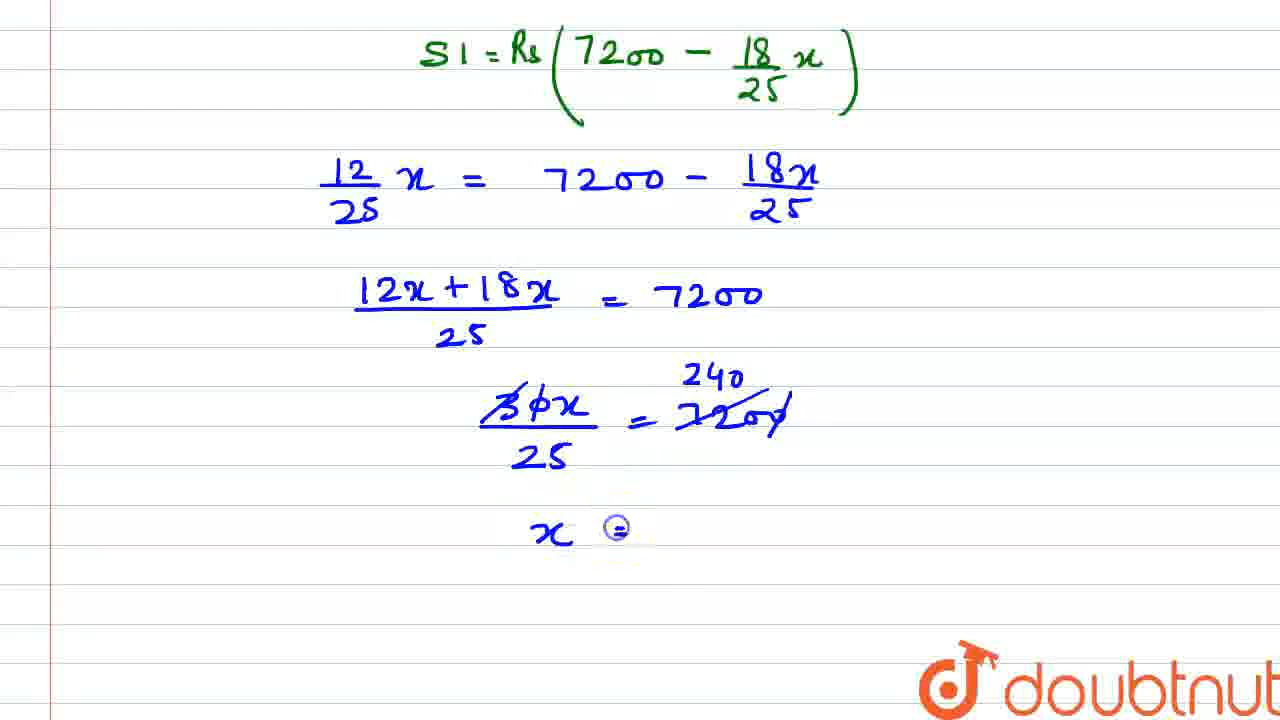 SI = Rs (7200 - 18/25 x)
12/25 x = 7200 - 18x/25
12x + 18x / 25 = 7200
240
30x / 25 = 7200
x =
doubtnut